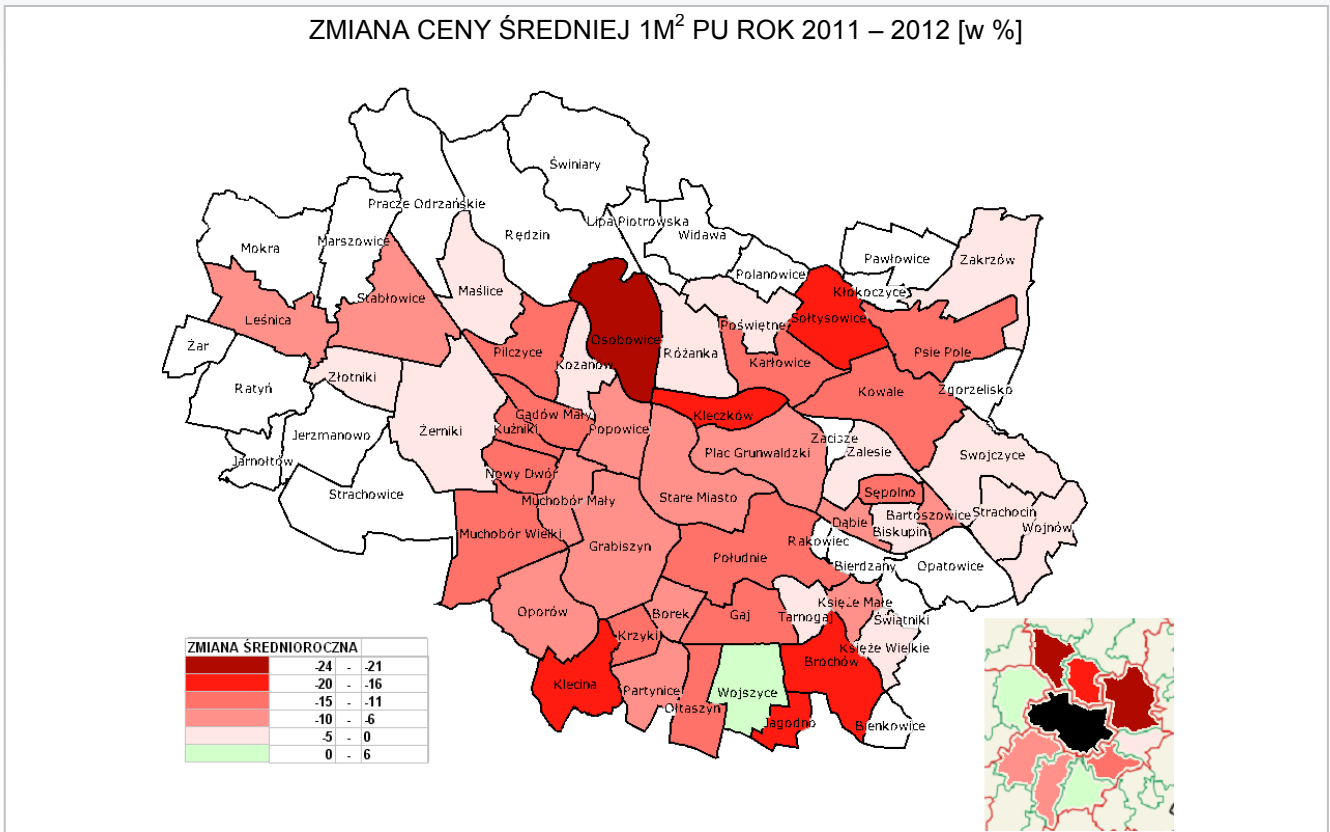 ZMIANA CENY ŚREDNIEJ 1M² PU ROK 2011 – 2012 [w %]
Świniary
Pracze Odrzańskie
Lipa Piotrowska
Widawa
Rędzin
Mokra
Marszowice
Polanowice
Pawłowice
Zakrzów
Kłokoczyce
Maślice
Stabłowice
Leśnica
Sołtysowice
Poświętne
Osobowice
Różanka
Pilczyce
Kozanów
Karłowice
Psie Pole
Żar
Ratyń
Złotniki
Kowale
Zgorzelisko
Kleczków
Gądów Mały
Kuźniki
Popowice
Żerniki
Jerzmanowo
Jarnołtów
Zacisze
Zalesie
Plac Grunwaldzki
Swojczyce
Nowy Dwór
Strachowice
Muchobór Mały
Stare Miasto
Sępolno
Bartoszowice
Strachocin
Wojnów
Dąbie
Biskupin
Muchobór Wielki
Grabiszyn
Południe
Rakowiec
Bierdzany
Opatowice
Oporów
Borek
Gaj
Tarnogaj
Księże Małe
Świątniki
Krzyki
Księże Wielkie
Brochów
Klecina
Partynice
Wojszyce
Ołtaszyn
Jagodno
Bieńkowice
ZMIANA ŚREDNIOROCZNA
-24 - -21
-20 - -16
-15 - -11
-10 - -6
-5 - 0
0 - 6